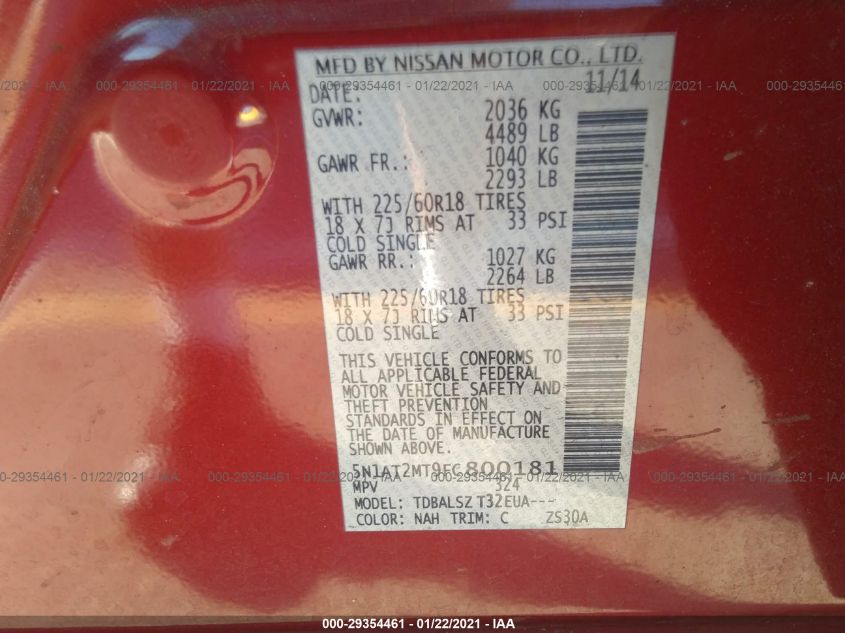 MFD BY NISSAN MOTOR CO., LTD.
DATE: 11/14
GVWR: 2036 KG
4489 LB
GAWR FR.: 1040 KG
2293 LB
WITH 225/60R18 TIRES
18 X 7J RIMS AT 33 PSI
COLD SINGLE
GAWR RR.: 1027 KG
2264 LB
WITH 225/60R18 TIRES
18 X 7J RIMS AT 33 PSI
COLD SINGLE
THIS VEHICLE CONFORMS TO
ALL APPLICABLE FEDERAL
MOTOR VEHICLE SAFETY AND
THEFT PREVENTION
STANDARDS IN EFFECT ON
THE DATE OF MANUFACTURE
SHOWN ABOVE.
5N1AT2MT9FC800181
MPV 324
MODEL: TDBALSZ T32EUA---
COLOR: NAH TRIM: C ZS30A
000-29354461 - 01/22/2021 - IAA